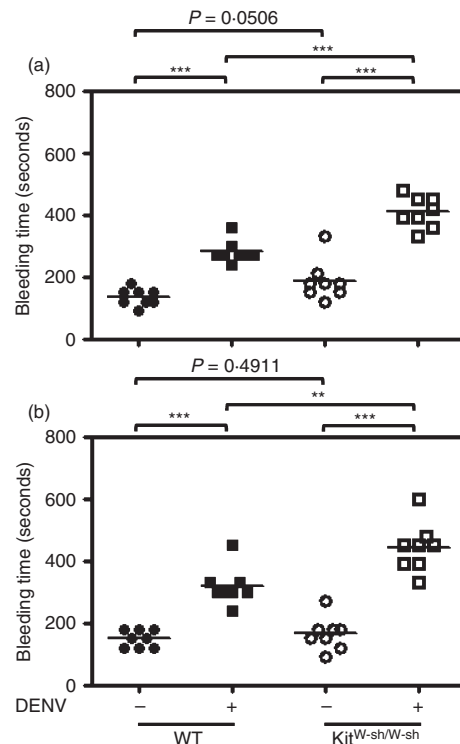 P = 0·0506
***
(a)
*** ***
800
600
400
200
0
Bleeding time (seconds)
P = 0·4911
**
(b)
*** ***
800
600
400
200
0
Bleeding time (seconds)
DENV – + – +
WT Kit^W-sh/W-sh